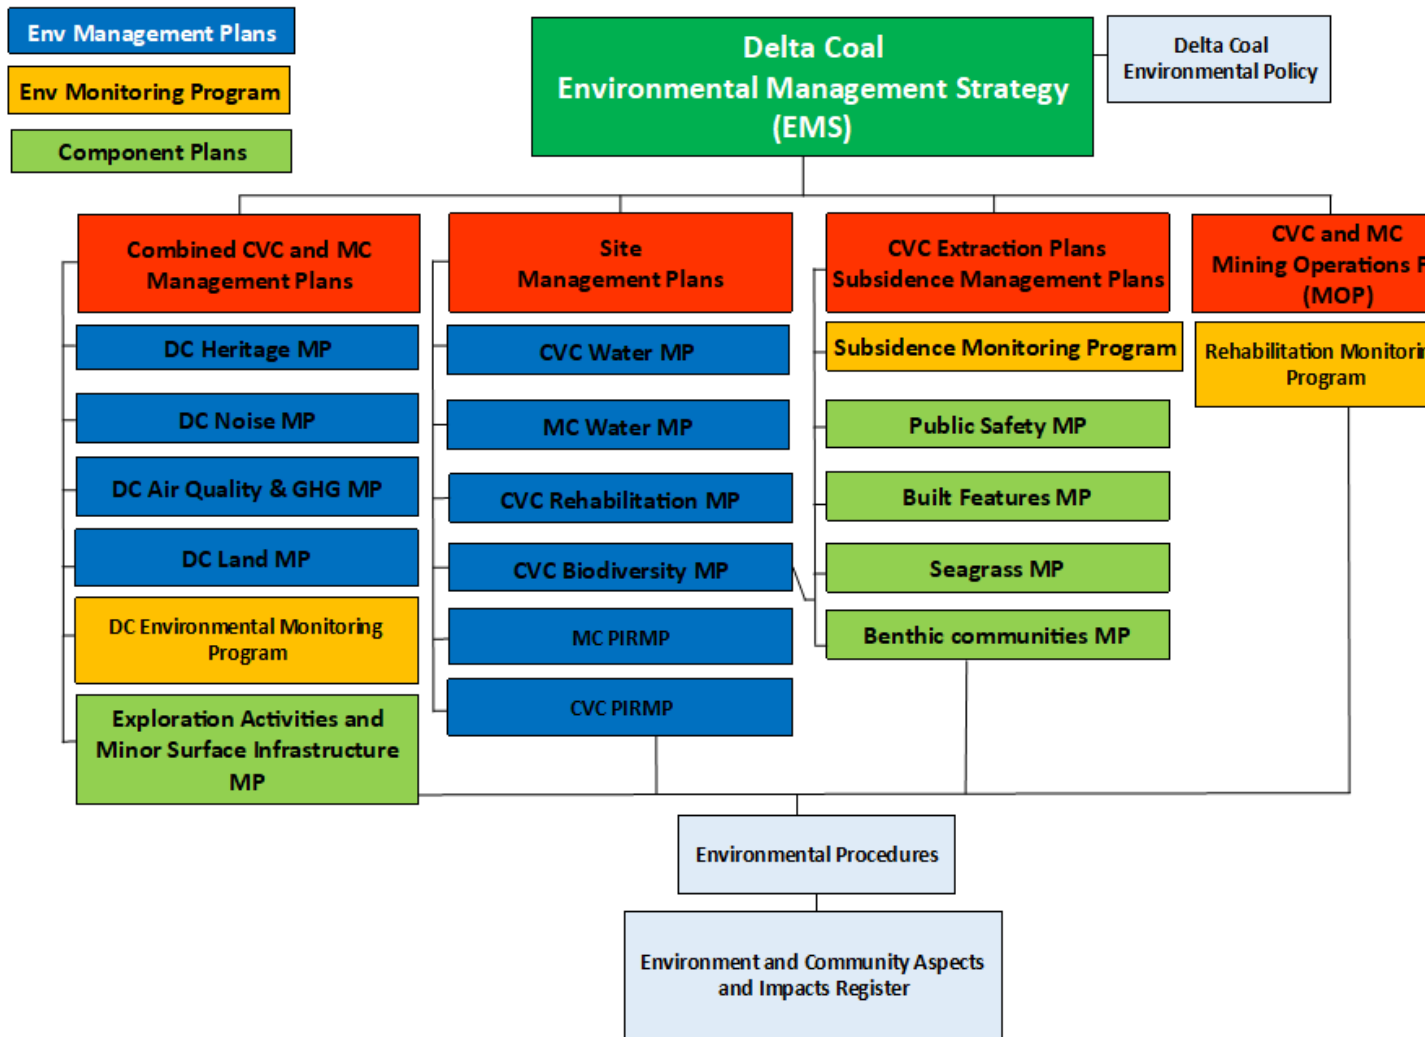 Env Management Plans
Env Monitoring Program
Component Plans
Delta Coal
Environmental Management Strategy
(EMS)
Delta Coal
Environmental Policy
Combined CVC and MC
Management Plans
DC Heritage MP
DC Noise MP
DC Air Quality & GHG MP
DC Land MP
DC Environmental Monitoring
Program
Exploration Activities and
Minor Surface Infrastructure
MP
Site
Management Plans
CVC Water MP
MC Water MP
CVC Rehabilitation MP
CVC Biodiversity MP
MC PIRMP
CVC PIRMP
CVC Extraction Plans
Subsidence Management Plans
Subsidence Monitoring Program
Public Safety MP
Built Features MP
Seagrass MP
Benthic communities MP
CVC and MC
Mining Operations
(MOP)
Rehabilitation
Program
Environmental Procedures
Environment and Community Aspects
and Impacts Register